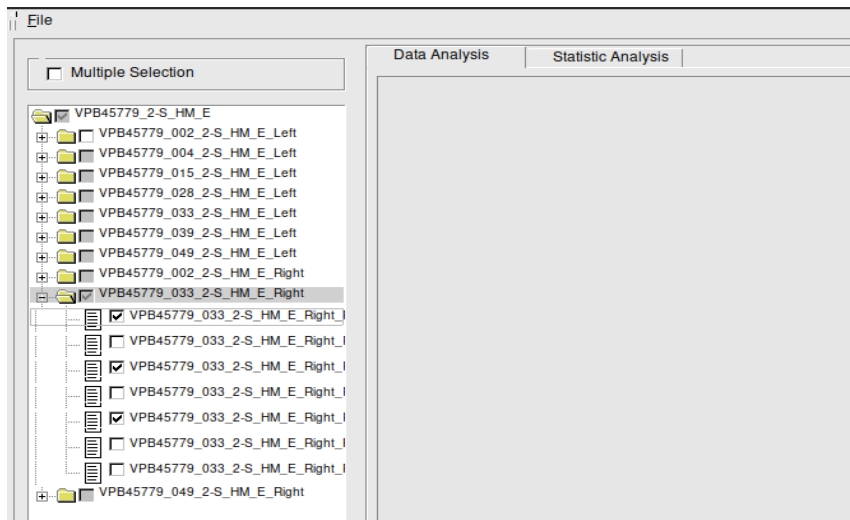 File
Data Analysis
Statistic Analysis
Multiple Selection
VPB45779_2-S_HM_E
VPB45779_002_2-S_HM_E_Left
VPB45779_004_2-S_HM_E_Left
VPB45779_015_2-S_HM_E_Left
VPB45779_028_2-S_HM_E_Left
VPB45779_033_2-S_HM_E_Left
VPB45779_039_2-S_HM_E_Left
VPB45779_049_2-S_HM_E_Left
VPB45779_002_2-S_HM_E_Right
VPB45779_033_2-S_HM_E_Right
VPB45779_033_2-S_HM_E_Right_
VPB45779_033_2-S_HM_E_Right_
VPB45779_033_2-S_HM_E_Right_
VPB45779_033_2-S_HM_E_Right_
VPB45779_033_2-S_HM_E_Right_
VPB45779_033_2-S_HM_E_Right_
VPB45779_033_2-S_HM_E_Right_
VPB45779_049_2-S_HM_E_Right